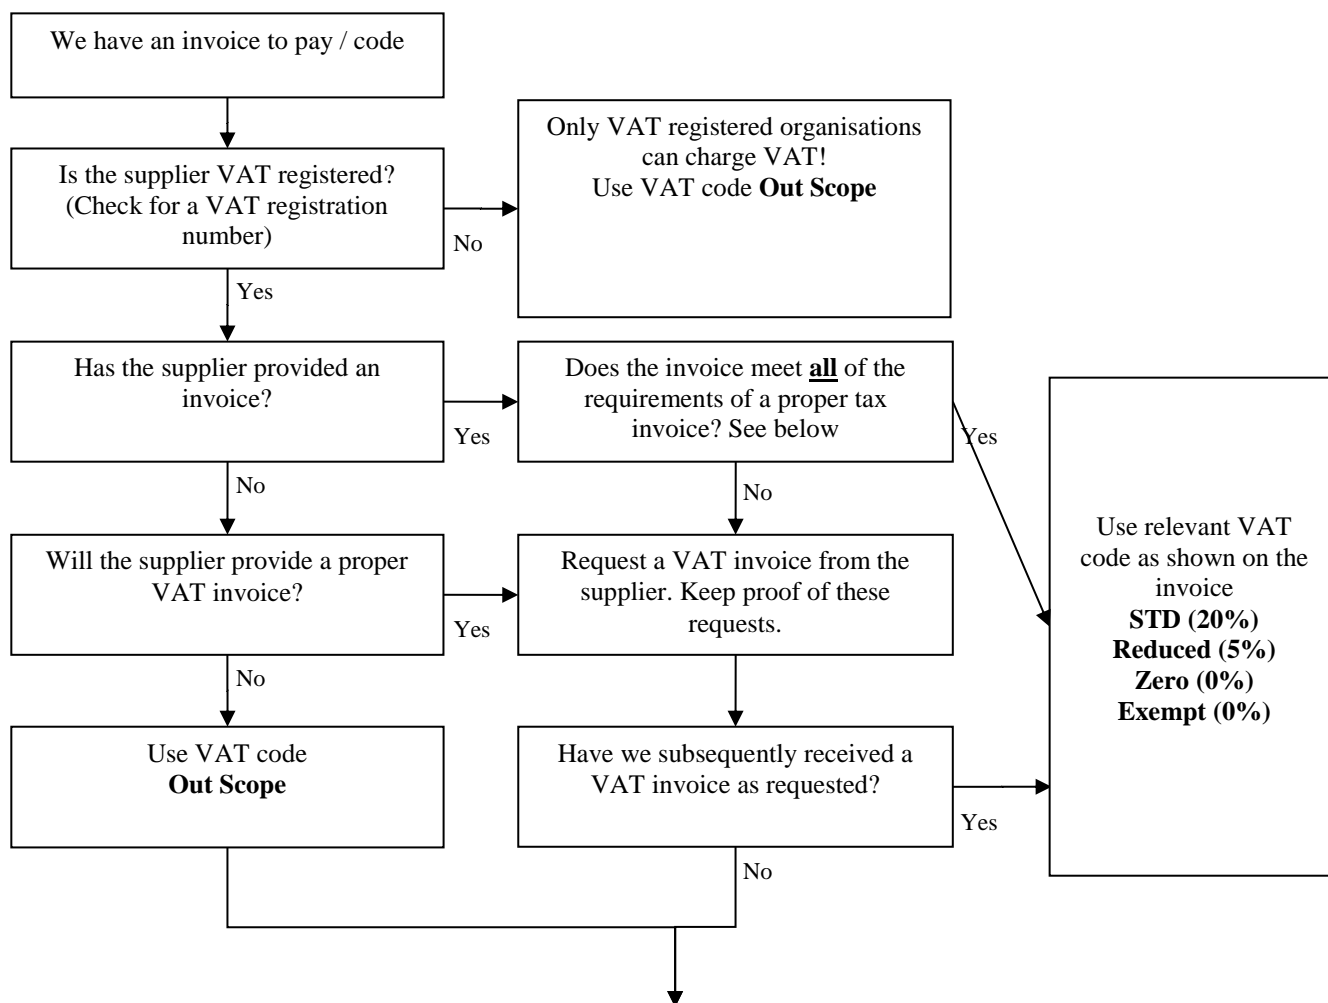 We have an invoice to pay / code
Only VAT registered organisations
can charge VAT!
Use VAT code Out Scope
Is the supplier VAT registered?
(Check for a VAT registration
number)
No
Yes
Has the supplier provided an
invoice?
Yes
Does the invoice meet all of the
requirements of a proper tax
invoice? See below
Yes
No
No
Will the supplier provide a proper
VAT invoice?
Yes
Request a VAT invoice from the
supplier. Keep proof of these
requests.
Use relevant VAT
code as shown on the
invoice
STD (20%)
Reduced (5%)
Zero (0%)
Exempt (0%)
No
Use VAT code
Out Scope
Have we subsequently received a
VAT invoice as requested?
Yes
No